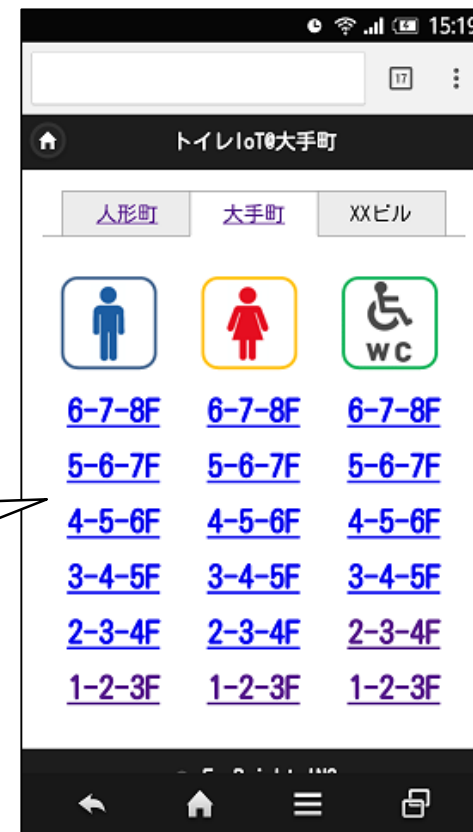 15:19
17
トイレIoT@大手町
人形町 大手町 XXビル
WC
6-7-8F 6-7-8F 6-7-8F
5-6-7F 5-6-7F 5-6-7F
4-5-6F 4-5-6F 4-5-6F
3-4-5F 3-4-5F 3-4-5F
2-3-4F 2-3-4F 2-3-4F
1-2-3F 1-2-3F 1-2-3F